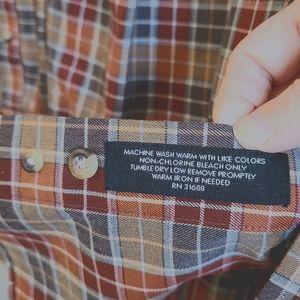 MACHINE WASH WARM WITH LIKE COLORS
NON-CHLORINE BLEACH ONLY
TUMBLE DRY LOW REMOVE PROMPTLY
WARM IRON IF NEEDED
RN 31608